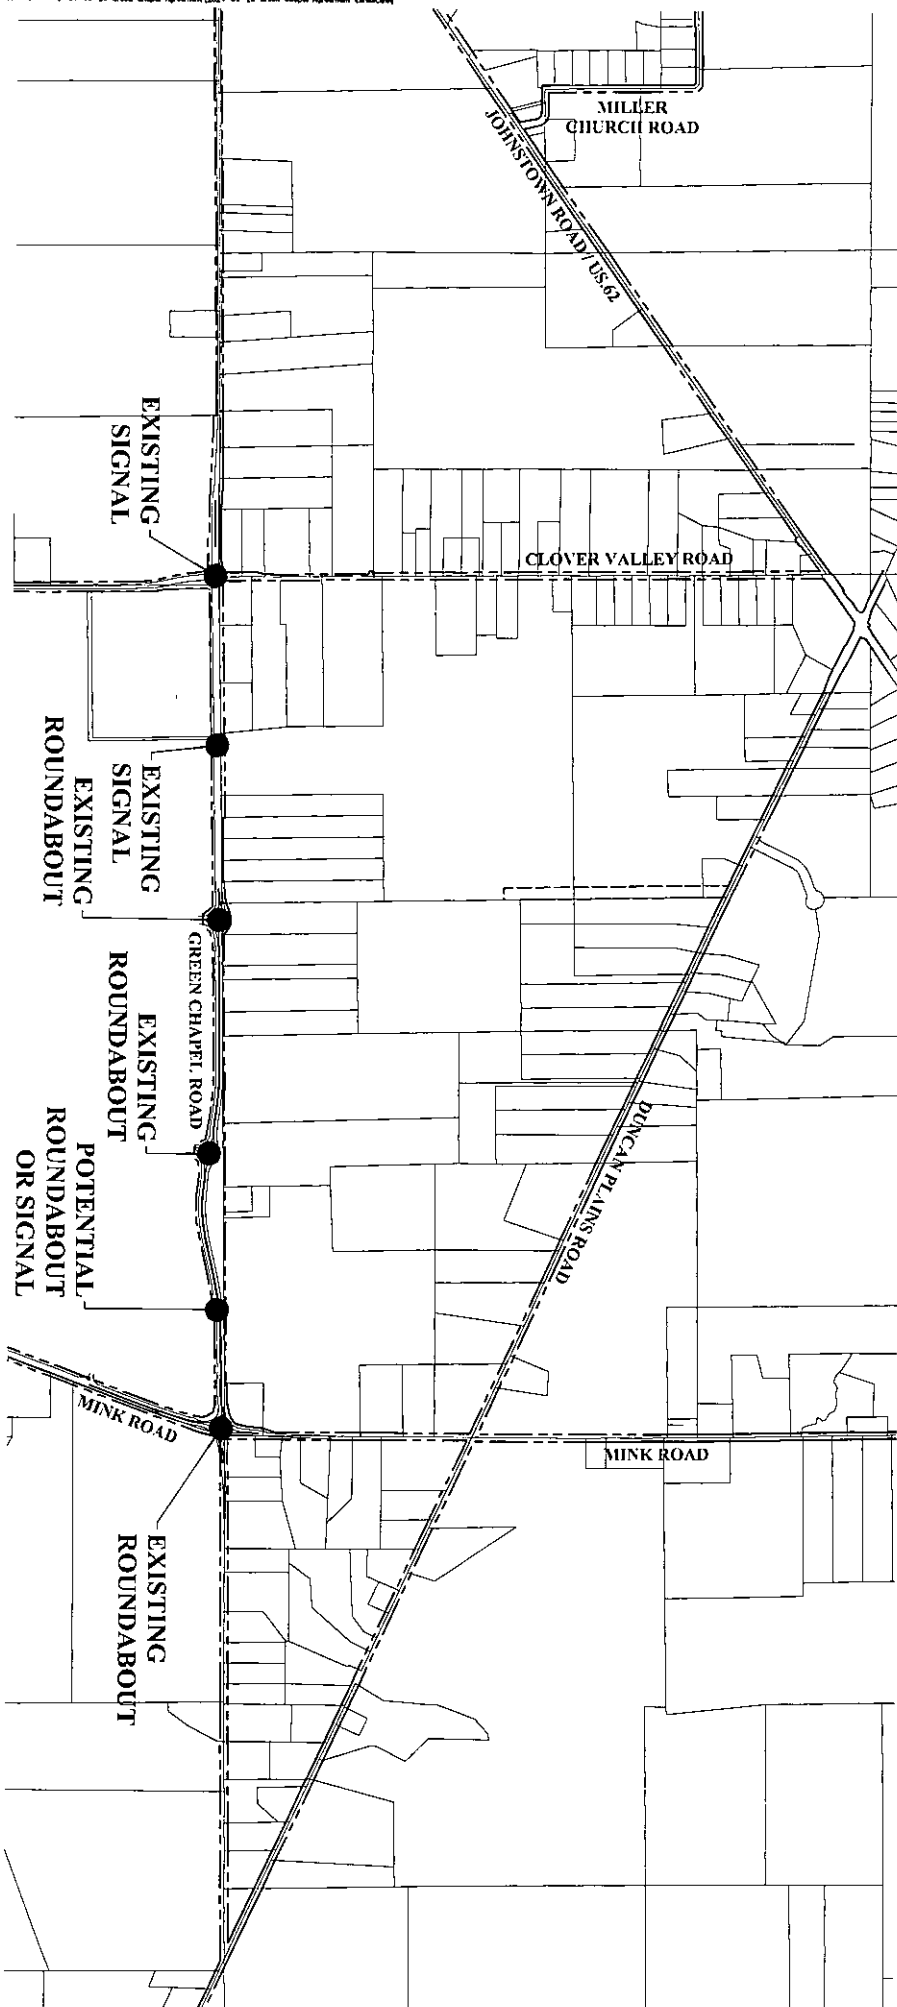 MILLER
CHURCH ROAD
JOHNSTOWN ROAD / US.62
EXISTING
SIGNAL
CLOVER VALLEY ROAD
EXISTING
SIGNAL
EXISTING
ROUNDABOUT
GREEN CHAPEL ROAD
EXISTING
ROUNDABOUT
DUNCAN PLAINS ROAD
POTENTIAL
ROUNDABOUT
OR SIGNAL
MINK ROAD
MINK ROAD
EXISTING
ROUNDABOUT